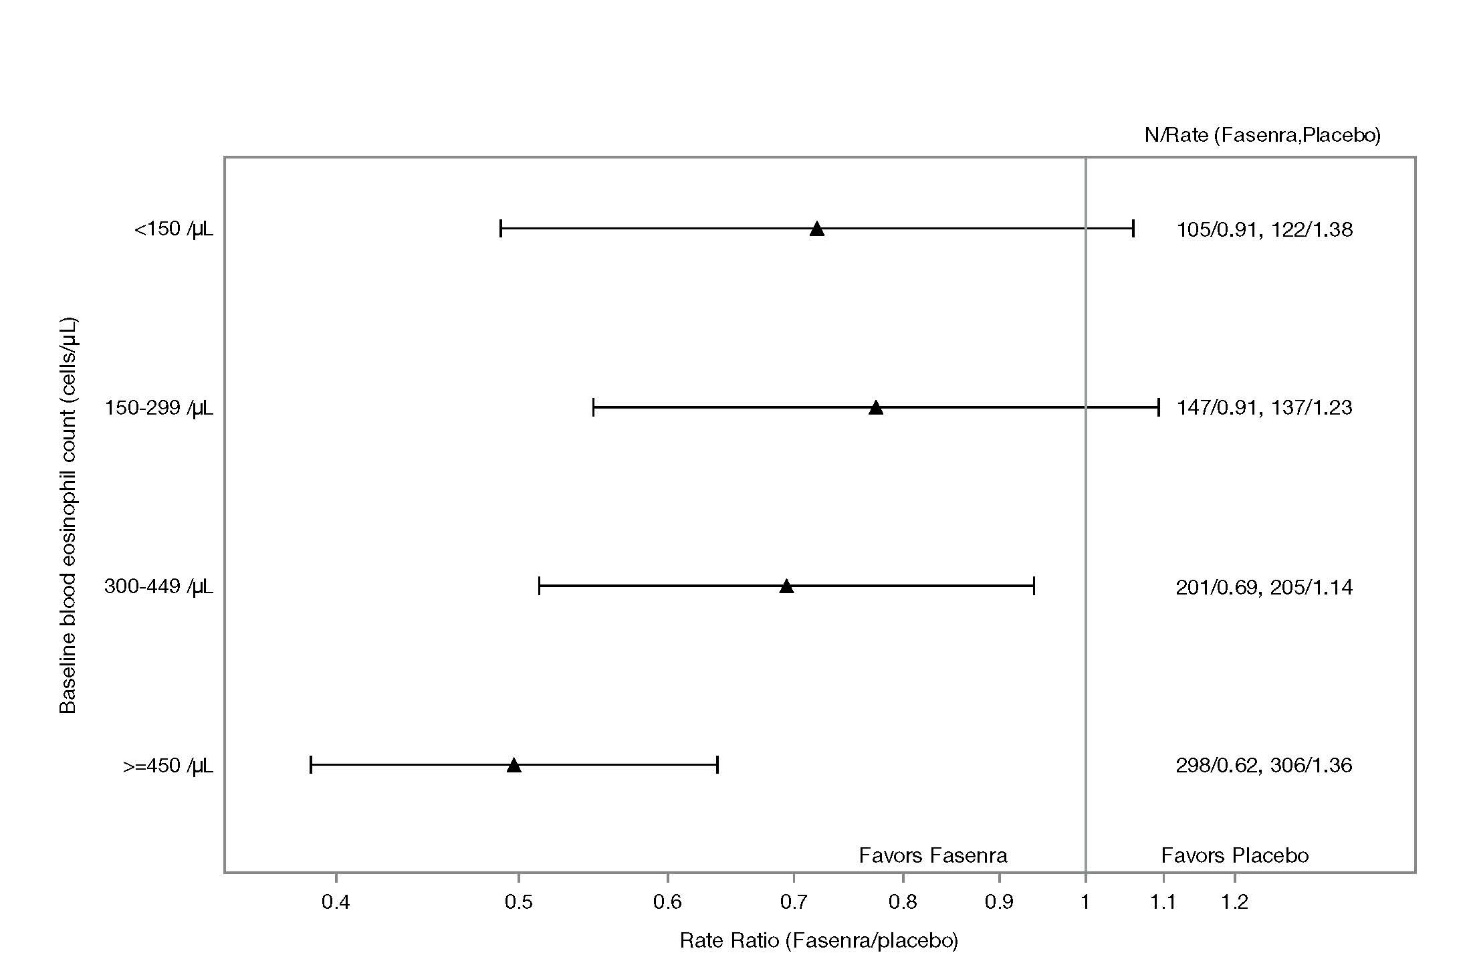 N/Rate (Fasenra,Placebo)
<150 /µL
105/0.91, 122/1.38
150-299 /µL
147/0.91, 137/1.23
300-449 /µL
201/0.69, 205/1.14
>=450 /µL
298/0.62, 306/1.36
Baseline blood eosinophil count (cells/µL)
Favors Fasenra
Favors Placebo
0.4 0.5 0.6 0.7 0.8 0.9 1 1.1 1.2
Rate Ratio (Fasenra/placebo)